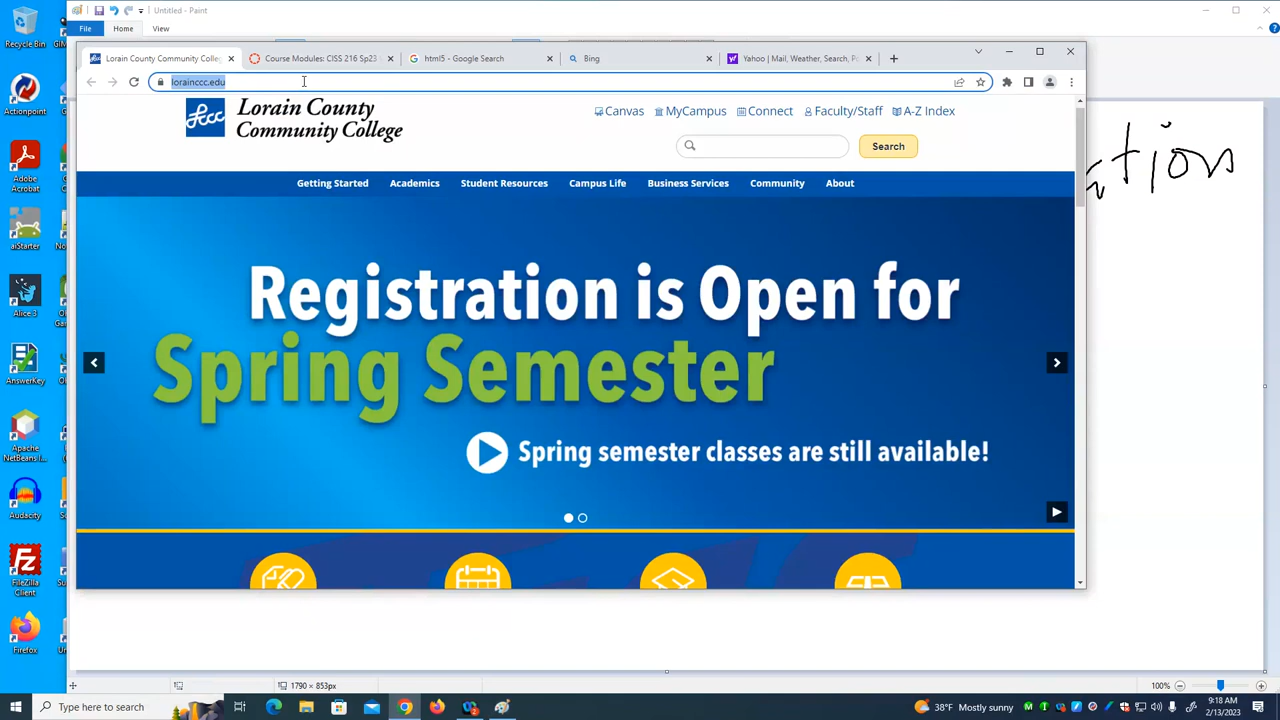 Untitled - Paint
File Home View
Lorain County Community Colleg
Course Modules: CISS 216 Sp23
html5 - Google Search
Bing
Yahoo | Mail, Weather, Search, P
lorainccc.edu
lccc
Lorain County
Community College
Canvas MyCampus Connect Faculty/Staff A-Z Index
Search
Getting Started Academics Student Resources Campus Life Business Services Community About
Registration is Open for
Spring Semester
Spring semester classes are still available!
Recycle Bin
Actionpoint
Adobe
Acrobat
aiStarter
Alice 3
AnswerKey
Apache
NetBeans I...
Audacity
FileZilla
Client
Firefox
1790 × 853px
100%
Type here to search
38°F Mostly sunny
9:18 AM
2/13/2023